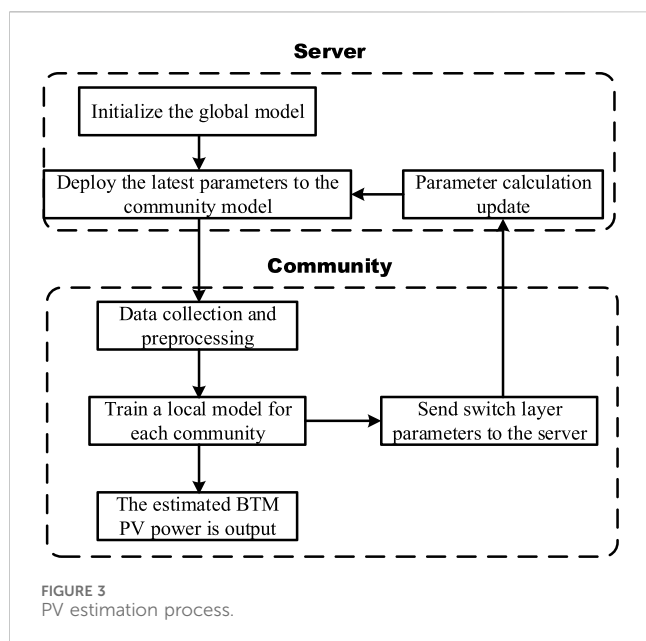 Server
Initialize the global model
Deploy the latest parameters to the
community model
Parameter calculation
update
Community
Data collection and
preprocessing
Train a local model for
each community
Send switch layer
parameters to the server
The estimated BTM
PV power is output
FIGURE 3
PV estimation process.